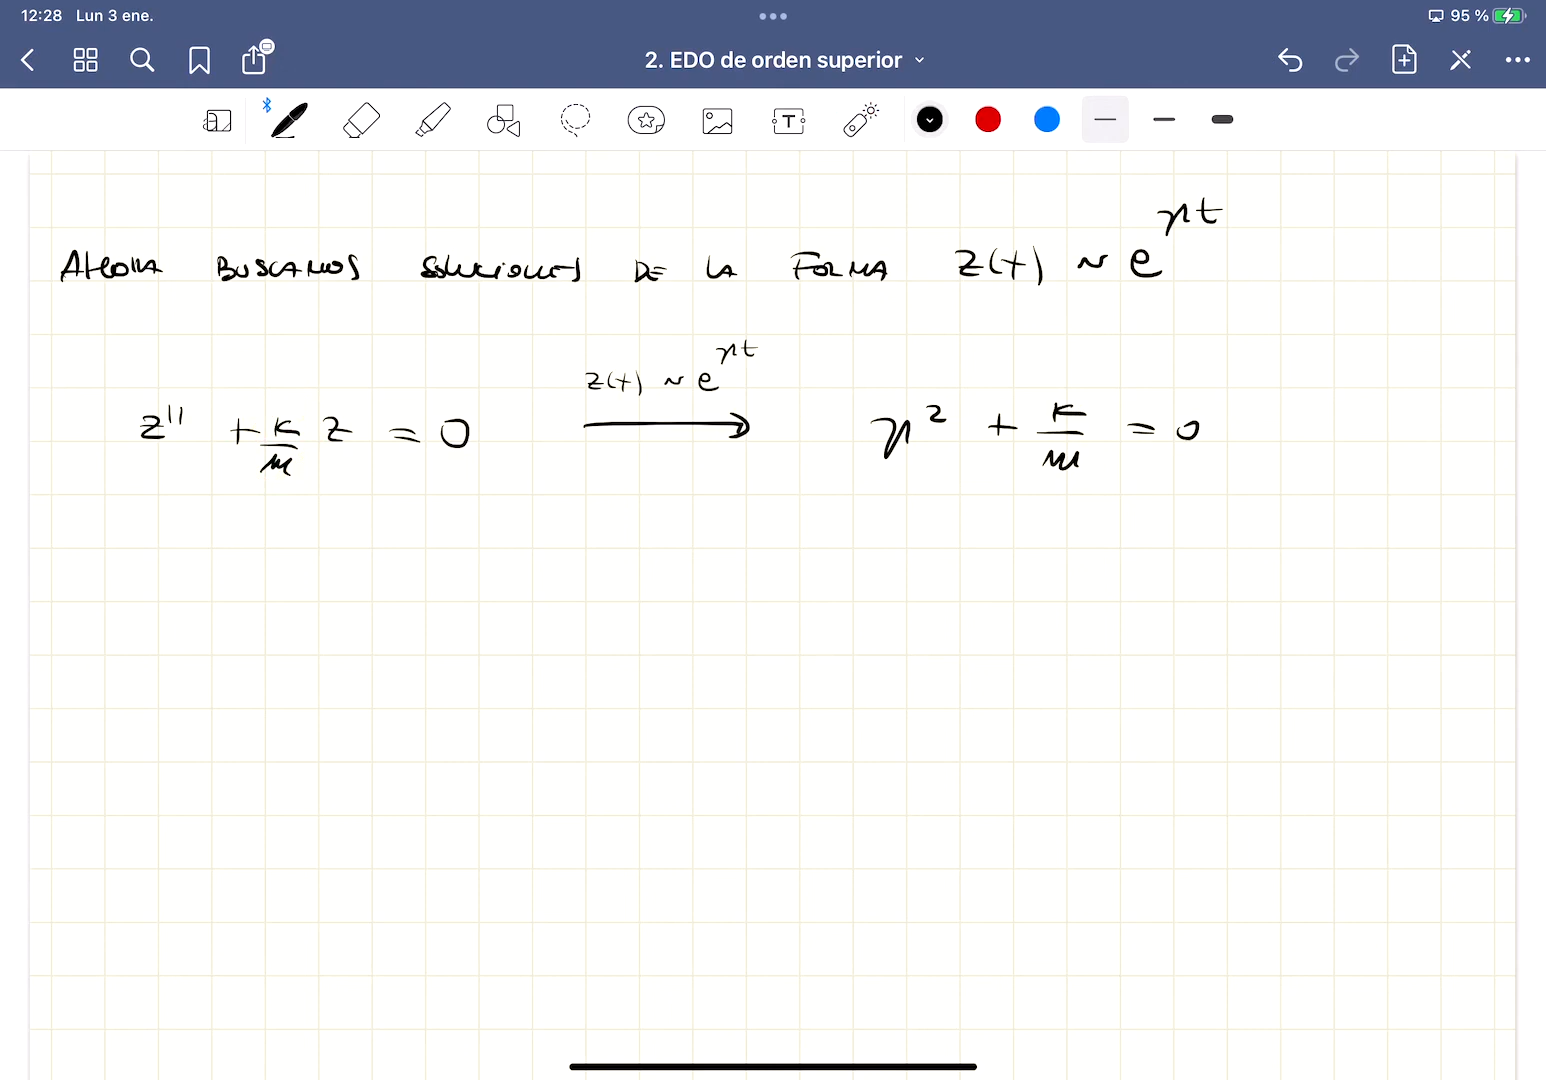 12:28 Lun 3 ene.
95 %
2. EDO de orden superior
T
AHORA BUSCAMOS SOLUCIONES DE LA FORMA z(t) ~ e^{rt}
z(t) ~ e^{rt}
z'' + k/m z = 0 → r² + k/m = 0